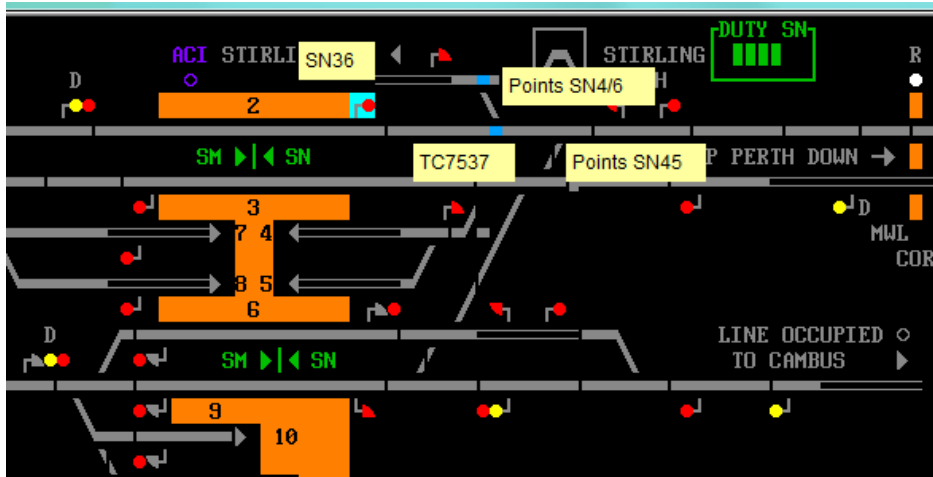 DUTY SN
ACI STIRLI
SN36
STIRLING
R
D
Points SN4/6
H
2
SM SN
TC7537
Points SN45
P PERTH DOWN →
3
D
7 4
MWL
COR
8 5
6
D
LINE OCCUPIED
SM SN
TO CAMBUS
9
10